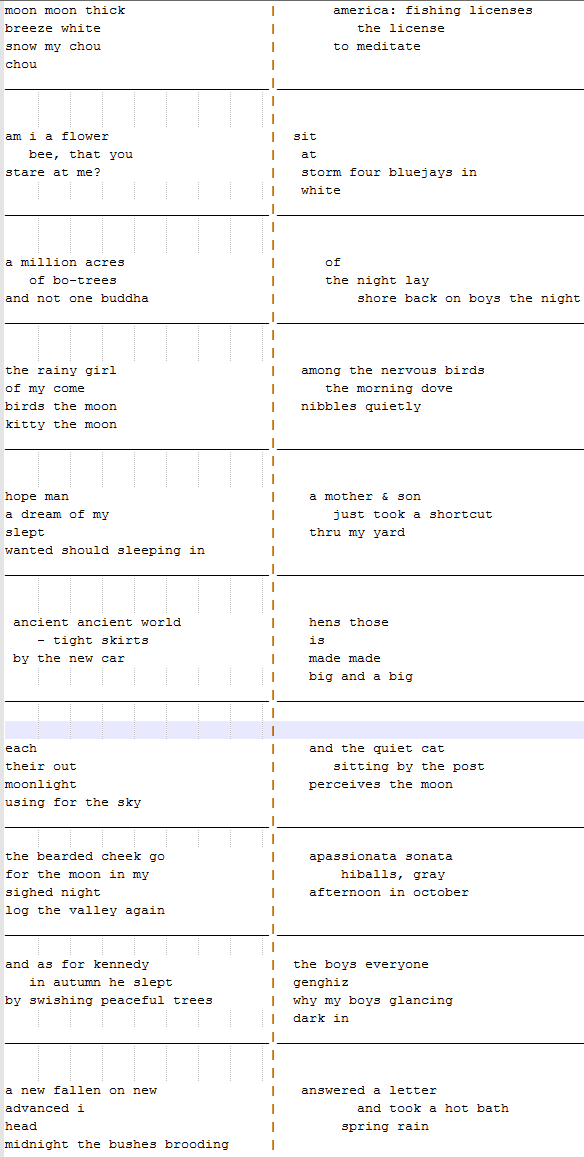 moon moon thick
breeze white
snow my chou
chou
america: fishing licenses
the license
to meditate
am i a flower
bee, that you
stare at me?
sit
at
storm four bluejays in
white
a million acres
of bo-trees
and not one buddha
of
the night lay
shore back on boys the night
the rainy girl
of my come
birds the moon
kitty the moon
among the nervous birds
the morning dove
nibbles quietly
hope man
a dream of my
slept
wanted should sleeping in
a mother & son
just took a shortcut
thru my yard
ancient ancient world
- tight skirts
by the new car
hens those
is
made made
big and a big
each
their out
moonlight
using for the sky
and the quiet cat
sitting by the post
perceives the moon
the bearded cheek go
for the moon in my
sighed night
log the valley again
apassionata sonata
hiballs, gray
afternoon in october
and as for kennedy
in autumn he slept
by swishing peaceful trees
the boys everyone
genghiz
why my boys glancing
dark in
a new fallen on new
advanced i
head
midnight the bushes brooding
answered a letter
and took a hot bath
spring rain